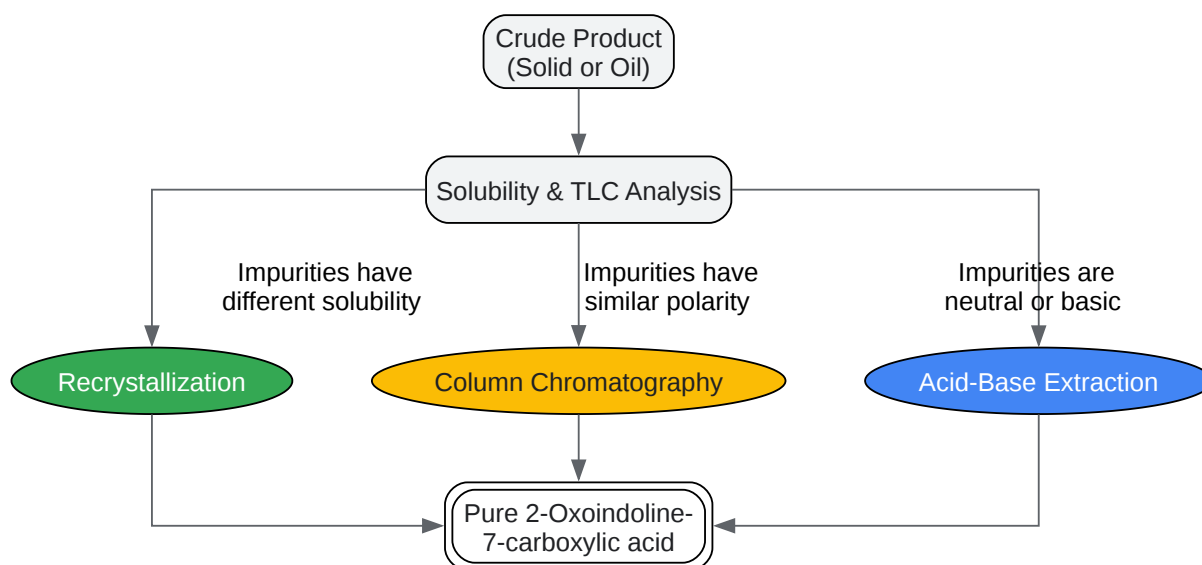 Crude Product
(Solid or Oil)
Solubility & TLC Analysis
Impurities have
different solubility
Impurities have
similar polarity
Impurities are
neutral or basic
Recrystallization
Column Chromatography
Acid-Base Extraction
Pure 2-Oxoindoline-
7-carboxylic acid